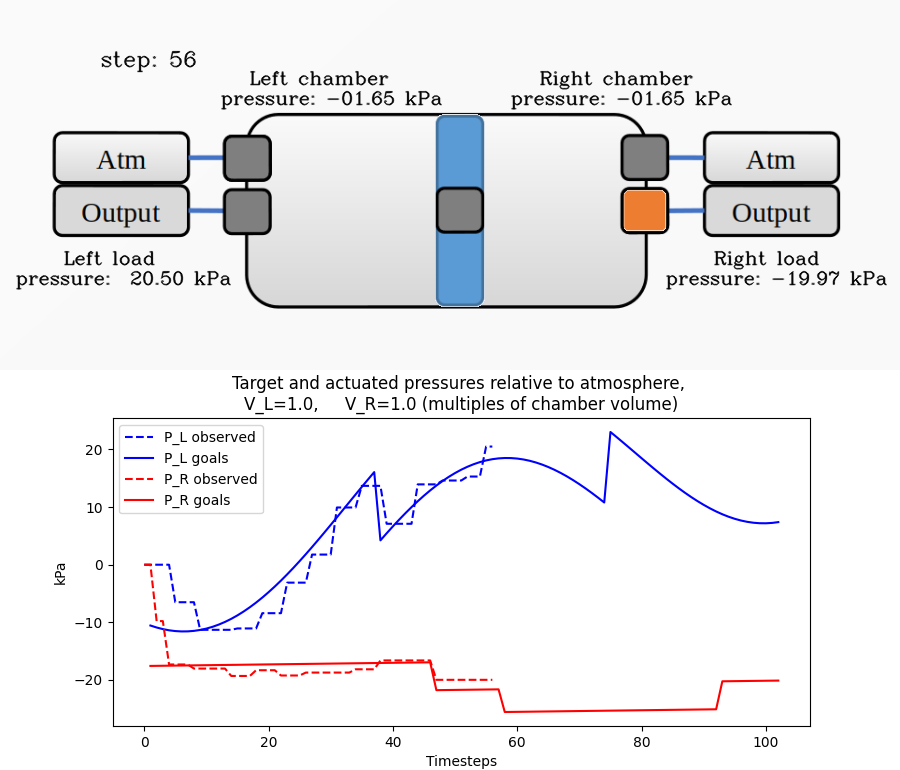 step: 56
Left chamber
pressure: −01.65 kPa
Right chamber
pressure: −01.65 kPa
Atm
Output
Atm
Output
Left load
pressure:  20.50 kPa
Right load
pressure: −19.97 kPa
Target and actuated pressures relative to atmosphere,
V_L=1.0,     V_R=1.0 (multiples of chamber volume)
P_L observed
P_L goals
P_R observed
P_R goals
kPa
20
10
0
−10
−20
0 20 40 60 80 100
Timesteps